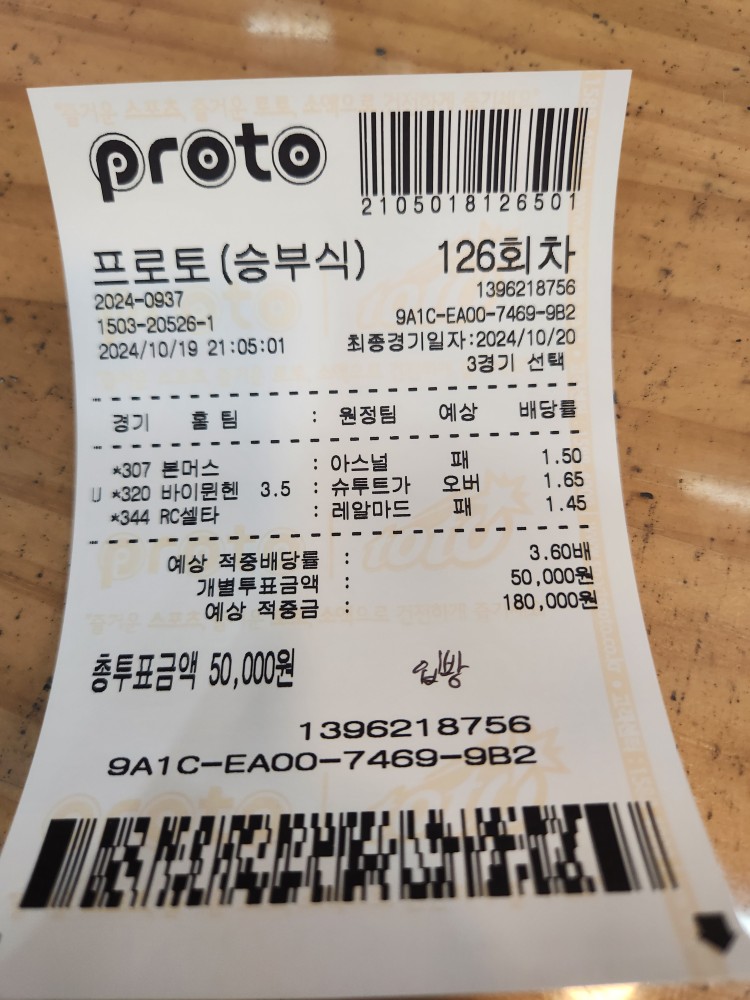 proto
2105018126501
프로토(승부식) 126회차
2024-0937 1396218756
1503-20526-1 9A1C-EA00-7469-9B2
2024/10/19 21:05:01 최종경기일자:2024/10/20
3경기 선택
경기 홈 팀 : 원정팀 예상 배당률
*307 본머스 : 아스널 패 1.50
U *320 바이뮌헨 3.5 : 슈투트가 오버 1.65
*344 RC셀타 : 레알마드 패 1.45
예상 적중배당률 : 3.60배
개별투표금액 : 50,000원
예상 적중금 : 180,000원
총투표금액 50,000원 입방
1396218756
9A1C-EA00-7469-9B2